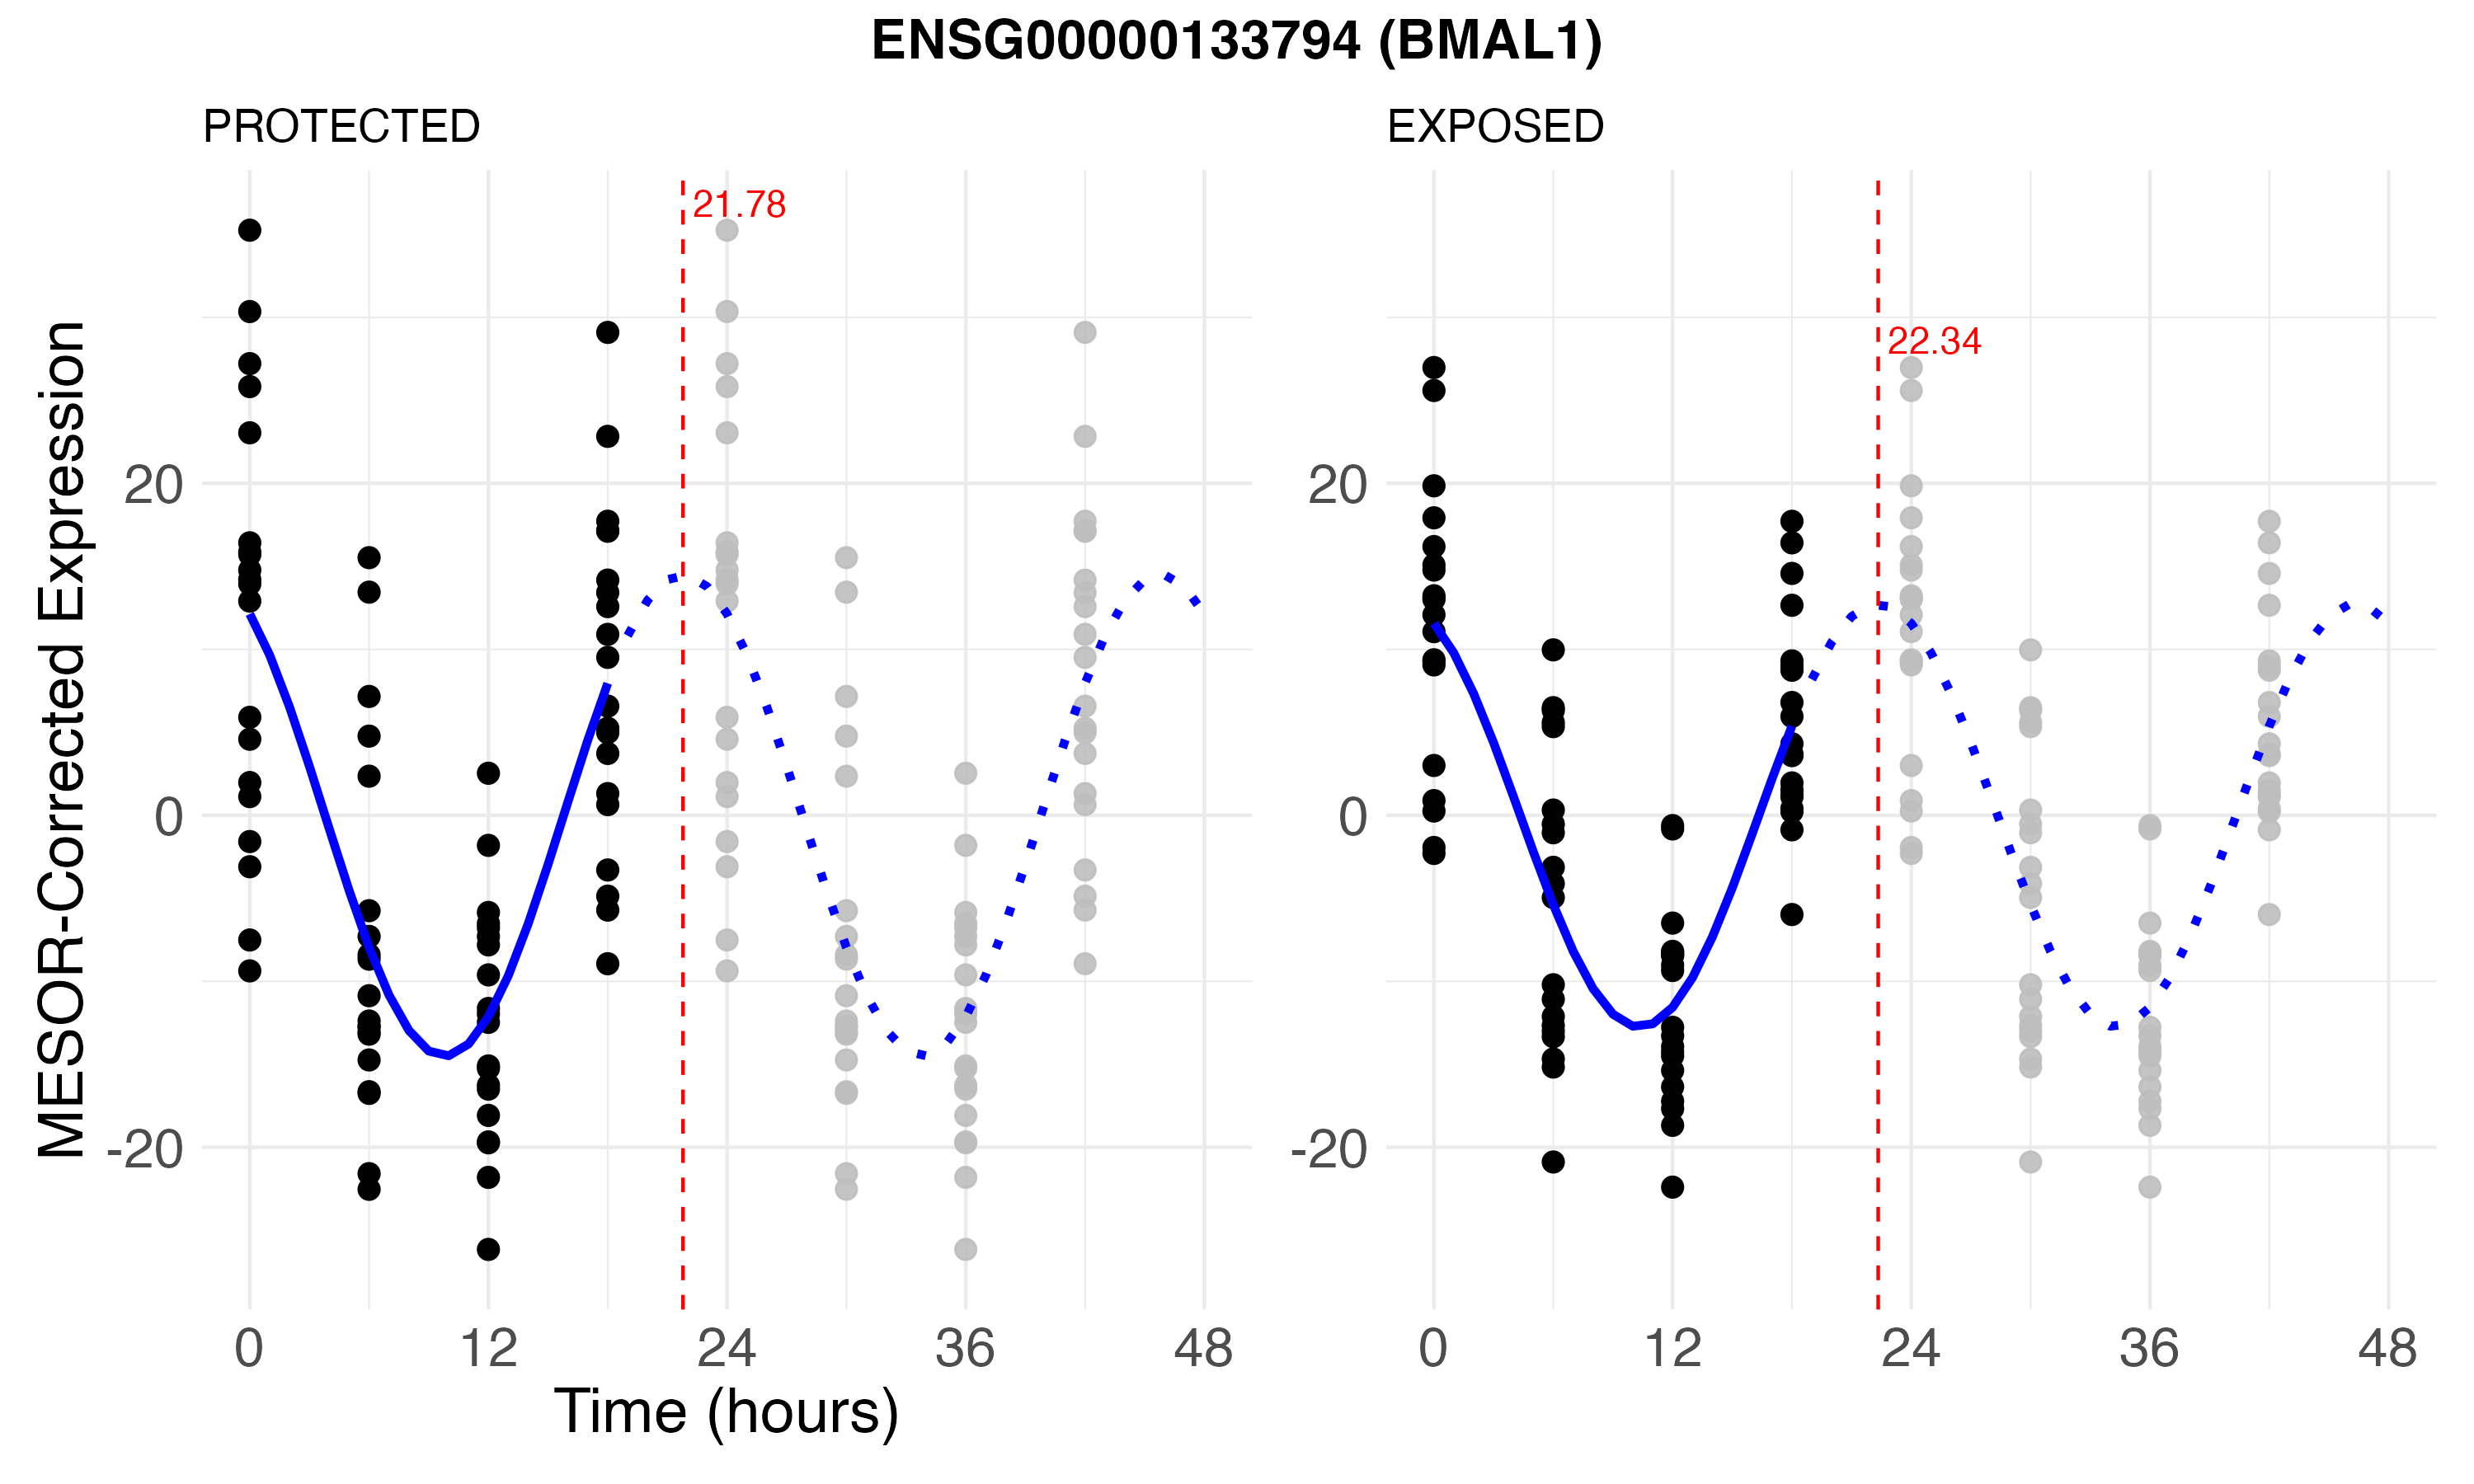 ENSG00000133794 (BMAL1)
PROTECTED
EXPOSED
MESOR-Corrected Expression
21.78
22.34
20
0
-20
20
0
-20
0 12 24 36 48
0 12 24 36 48
Time (hours)